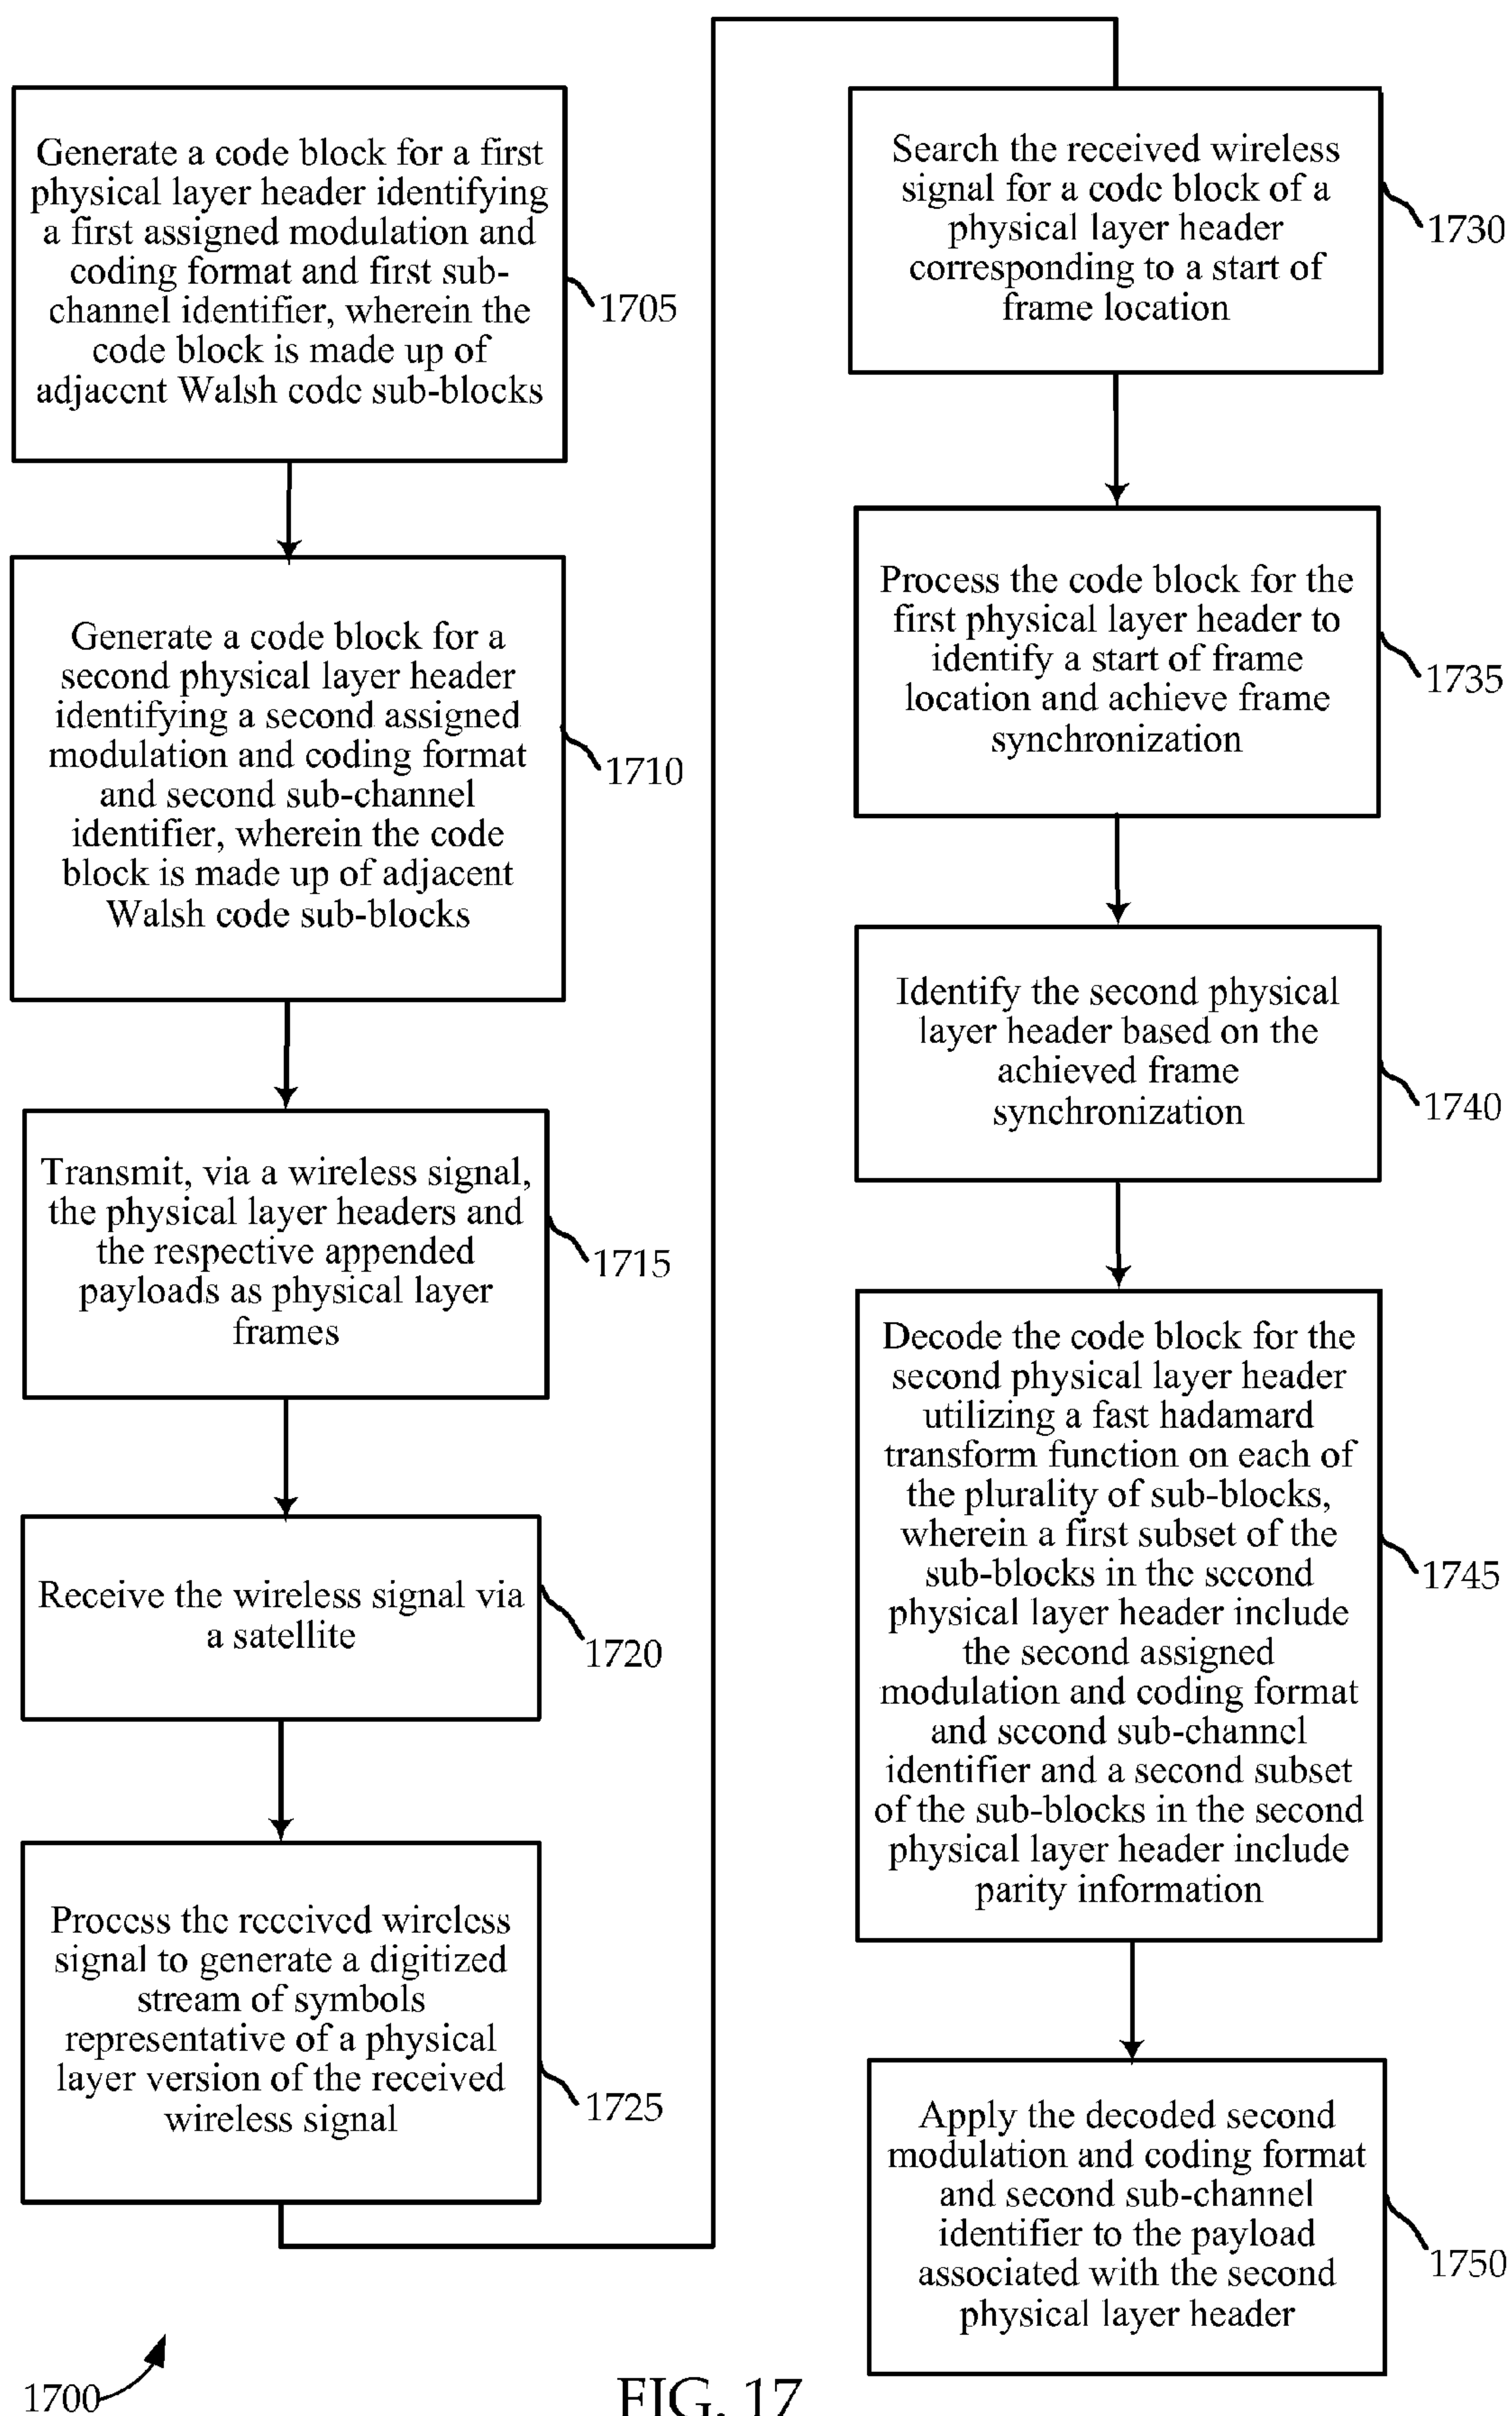 Generate a code block for a first
physical layer header identifying
a first assigned modulation and
coding format and first sub-
channel identifier, wherein the
code block is made up of
adjacent Walsh code sub-blocks
1705
Generate a code block for a
second physical layer header
identifying a second assigned
modulation and coding format
and second sub-channel
identifier, wherein the code
block is made up of adjacent
Walsh code sub-blocks
1710
Transmit, via a wireless signal,
the physical layer headers and
the respective appended
payloads as physical layer
frames
1715
Receive the wireless signal via
a satellite
1720
Process the received wireless
signal to generate a digitized
stream of symbols
representative of a physical
layer version of the received
wireless signal
1725
Search the received wireless
signal for a code block of a
physical layer header
corresponding to a start of
frame location
1730
Process the code block for the
first physical layer header to
identify a start of frame
location and achieve frame
synchronization
1735
Identify the second physical
layer header based on the
achieved frame
synchronization
1740
Decode the code block for the
second physical layer header
utilizing a fast hadamard
transform function on each of
the plurality of sub-blocks,
wherein a first subset of the
sub-blocks in the second
physical layer header include
the second assigned
modulation and coding format
and second sub-channel
identifier and a second subset
of the sub-blocks in the second
physical layer header include
parity information
1745
Apply the decoded second
modulation and coding format
and second sub-channel
identifier to the payload
associated with the second
physical layer header
1750
1700
FIG. 17